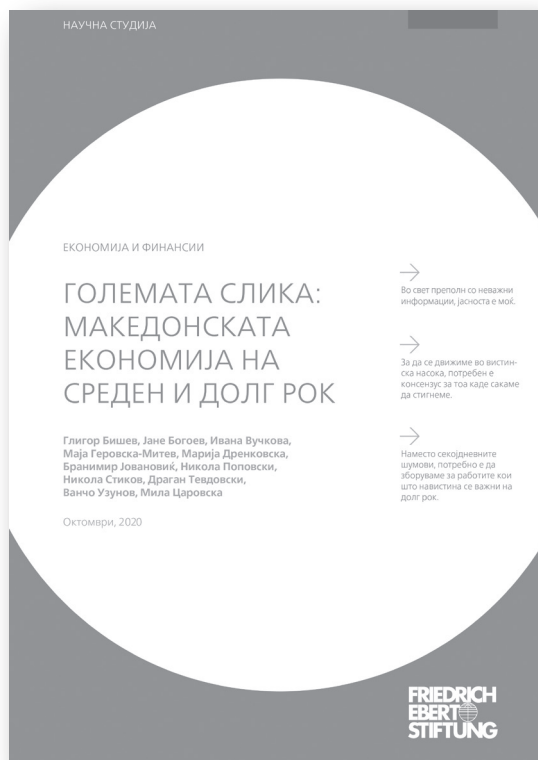 НАУЧНА СТУДИЈА
ЕКОНОМИЈА И ФИНАНСИИ
ГОЛЕМАТА СЛИКА:
МАКЕДОНСКАТА
ЕКОНОМИЈА НА
СРЕДЕН И ДОЛГ РОК
Глигор Бишев, Јане Богоев, Ивана Вучкова,
Маја Геровска-Митев, Марија Дренковска,
Бранимир Јовановиќ, Никола Поповски,
Никола Стиков, Драган Тевдовски,
Ванчо Узунов, Мила Царовска
Октомври, 2020
Во свет преполн со неважни
информации, јасноста е моќ.
За да се движиме во вистин-
ска насока, потребен е
консензус за тоа каде сакаме
да стигнеме.
Наместо секојдневните
шумови, потребно е да
зборуваме за работите кои
што навистина се важни на
долг рок.
FRIEDRICH
EBERT
STIFTUNG